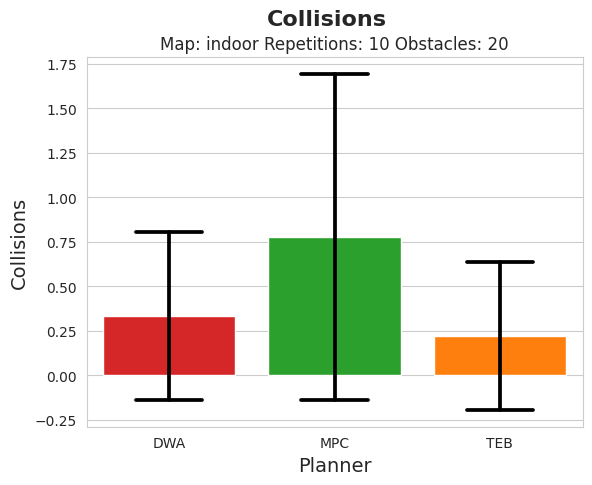 Collisions
Map: indoor Repetitions: 10 Obstacles: 20
1.75
1.50
1.25
1.00
0.75
0.50
0.25
0.00
−0.25
Collisions
DWA
MPC
TEB
Planner